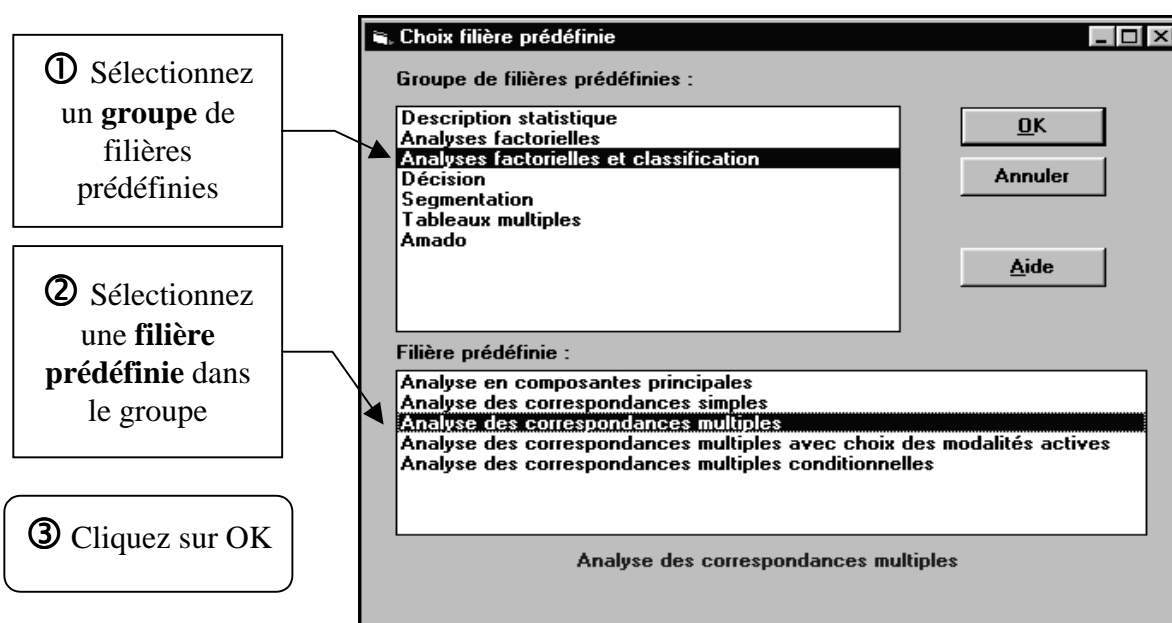 ① Sélectionnez
un groupe de
filières
prédéfinies
② Sélectionnez
une filière
prédéfinie dans
le groupe
③ Cliquez sur OK
Choix filière prédéfinie
Groupe de filières prédéfinies :
Description statistique
Analyses factorielles
Analyses factorielles et classification
Décision
Segmentation
Tableaux multiples
Amado
OK
Annuler
Aide
Filière prédéfinie :
Analyse en composantes principales
Analyse des correspondances simples
Analyse des correspondances multiples
Analyse des correspondances multiples avec choix des modalités actives
Analyse des correspondances multiples conditionnelles
Analyse des correspondances multiples